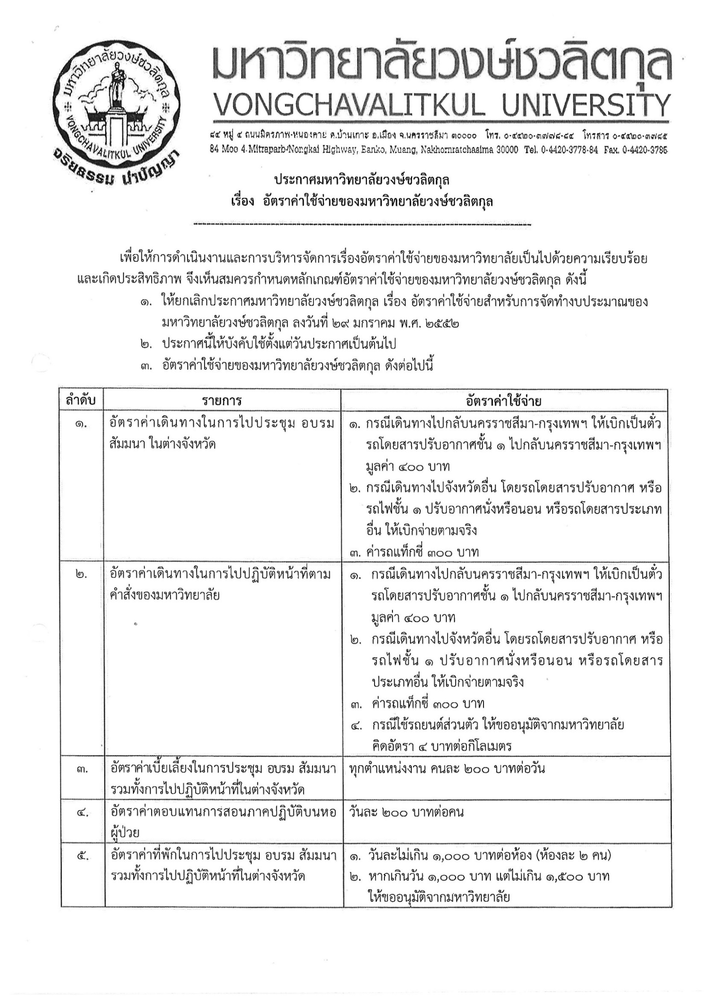 มหาวิทยาลัยวงษ์ชวลิตกุล
VONGCHAVALITKUL UNIVERSITY
จริยธรรม นำปัญญา
มหาวิทยาลัยวงษ์ชวลิตกุล
VONGCHAVALITKUL UNIVERSITY
๘๔ หมู่ ๔ ถนนมิตรภาพ-หนองคาย ต.บ้านเกาะ อ.เมือง จ.นครราชสีมา ๓๐๐๐๐ โทร. ๐-๔๔๒๐-๓๗๗๘-๘๔ โทรสาร ๐-๔๔๒๐-๓๗๘๕
84 Moo 4 Mitraparb-Nongkai Highway, Banko, Muang, Nakhornratchasima 30000 Tel. 0-4420-3778-84 Fax. 0-4420-3785
ประกาศมหาวิทยาลัยวงษ์ชวลิตกุล
เรื่อง อัตราค่าใช้จ่ายของมหาวิทยาลัยวงษ์ชวลิตกุล
เพื่อให้การดำเนินงานและการบริหารจัดการเรื่องอัตราค่าใช้จ่ายของมหาวิทยาลัยเป็นไปด้วยความเรียบร้อย
และเกิดประสิทธิภาพ จึงเห็นสมควรกำหนดหลักเกณฑ์อัตราค่าใช้จ่ายของมหาวิทยาลัยวงษ์ชวลิตกุล ดังนี้
๑. ให้ยกเลิกประกาศมหาวิทยาลัยวงษ์ชวลิตกุล เรื่อง อัตราค่าใช้จ่ายสำหรับการจัดทำงบประมาณของ
มหาวิทยาลัยวงษ์ชวลิตกุล ลงวันที่ ๒๙ มกราคม พ.ศ. ๒๕๕๒
๒. ประกาศนี้ให้บังคับใช้ตั้งแต่วันประกาศเป็นต้นไป
๓. อัตราค่าใช้จ่ายของมหาวิทยาลัยวงษ์ชวลิตกุล ดังต่อไปนี้
ลำดับ รายการ อัตราค่าใช้จ่าย
๑. อัตราค่าเดินทางในการไปประชุม อบรม
สัมมนา ในต่างจังหวัด
๑. กรณีเดินทางไปกลับนครราชสีมา-กรุงเทพฯ ให้เบิกเป็นตั๋ว
รถโดยสารปรับอากาศชั้น ๑ ไปกลับนครราชสีมา-กรุงเทพฯ
มูลค่า ๔๐๐ บาท
๒. กรณีเดินทางไปจังหวัดอื่น โดยรถโดยสารปรับอากาศ หรือ
รถไฟชั้น ๑ ปรับอากาศนั่งหรือนอน หรือรถโดยสารประเภท
อื่น ให้เบิกจ่ายตามจริง
๓. ค่ารถแท็กซี่ ๓๐๐ บาท
๒. อัตราค่าเดินทางในการไปปฏิบัติหน้าที่ตาม
คำสั่งของมหาวิทยาลัย
๑. กรณีเดินทางไปกลับนครราชสีมา-กรุงเทพฯ ให้เบิกเป็นตั๋ว
รถโดยสารปรับอากาศชั้น ๑ ไปกลับนครราชสีมา-กรุงเทพฯ
มูลค่า ๔๐๐ บาท
๒. กรณีเดินทางไปจังหวัดอื่น โดยรถโดยสารปรับอากาศ หรือ
รถไฟชั้น ๑ ปรับอากาศนั่งหรือนอน หรือรถโดยสาร
ประเภทอื่น ให้เบิกจ่ายตามจริง
๓. ค่ารถแท็กซี่ ๓๐๐ บาท
๔. กรณีใช้รถยนต์ส่วนตัว ให้ขออนุมัติจากมหาวิทยาลัย
คิดอัตรา ๔ บาทต่อกิโลเมตร
๓. อัตราค่าเบี้ยเลี้ยงในการประชุม อบรม สัมมนา
รวมทั้งการไปปฏิบัติหน้าที่ในต่างจังหวัด
ทุกตำแหน่งงาน คนละ ๒๐๐ บาทต่อวัน
๔. อัตราค่าตอบแทนการสอนภาคปฏิบัติบนหอ
ผู้ป่วย
วันละ ๒๐๐ บาทต่อคน
๕. อัตราค่าที่พักในการไปประชุม อบรม สัมมนา
รวมทั้งการไปปฏิบัติหน้าที่ในต่างจังหวัด
๑. วันละไม่เกิน ๑,๐๐๐ บาทต่อห้อง (ห้องละ ๒ คน)
๒. หากเกินวัน ๑,๐๐๐ บาท แต่ไม่เกิน ๑,๕๐๐ บาท
ให้ขออนุมัติจากมหาวิทยาลัย